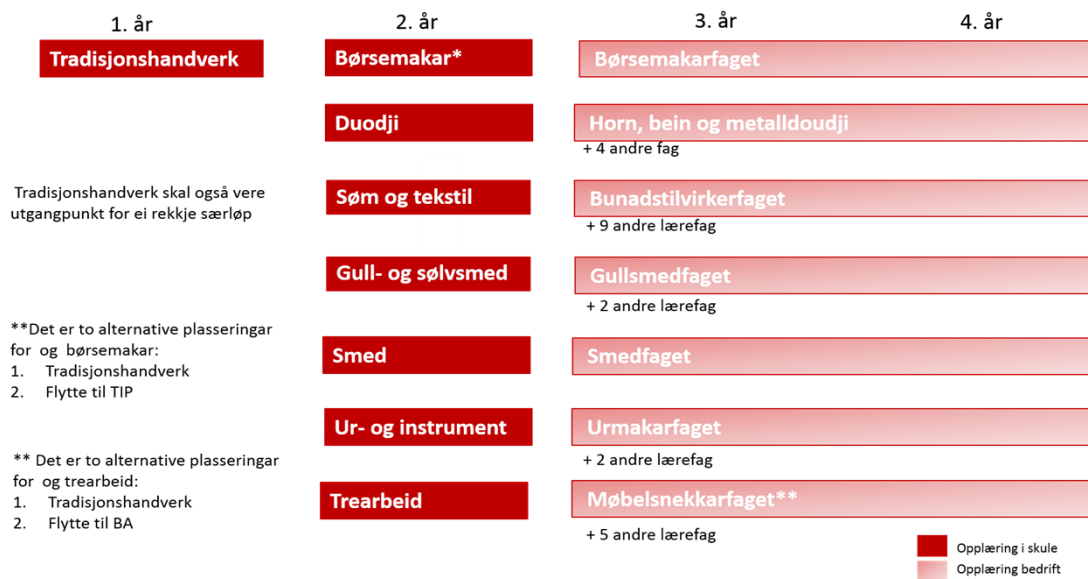 1. år
2. år
3. år
4. år
Tradisjonshandverk
Børsemakar*
Børsemakarfaget
Duodji
Horn, bein og metalldoudji
+ 4 andre fag
Tradisjonshandverk skal også vere
utgangpunkt for ei rekkje særløp
Søm og tekstil
Bunadstilvirkerfaget
+ 9 andre lærefag
Gull- og sølvsmed
Gullsmedfaget
+ 2 andre lærefag
**Det er to alternative plasseringar
for og børsemakar:
1. Tradisjonshandverk
2. Flytte til TIP
Smed
Smedfaget
Ur- og instrument
Urmakarfaget
+ 2 andre lærefag
** Det er to alternative plasseringar
for og trearbeid:
1. Tradisjonshandverk
2. Flytte til BA
Trearbeid
Møbelsnekkarfaget**
+ 5 andre lærefag
Opplæring i skule
Opplæring bedrift